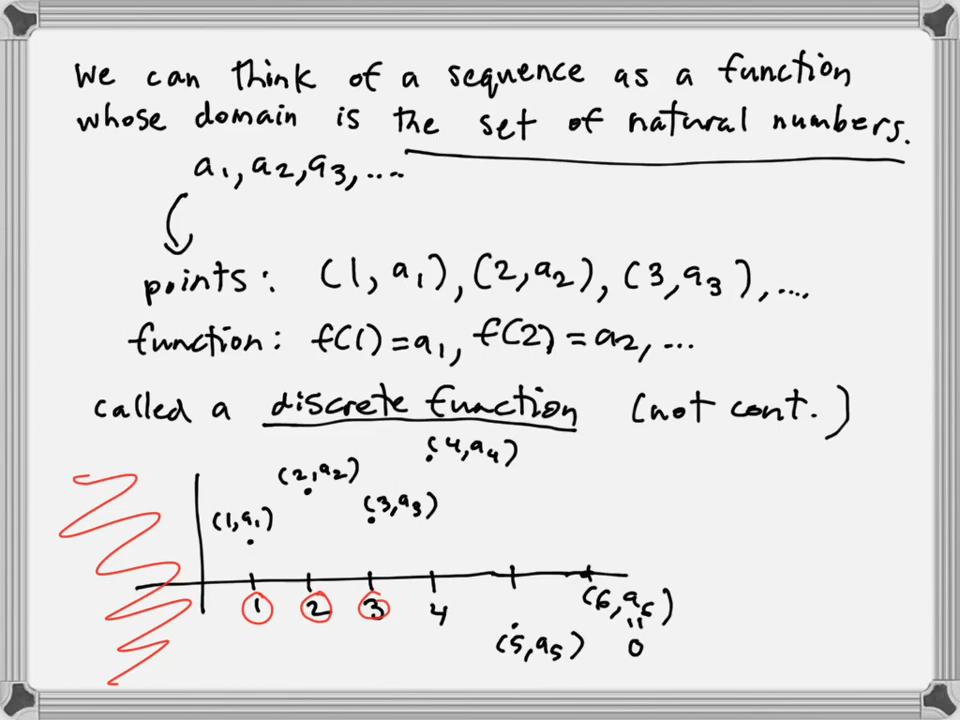 We can think of a sequence as a function
whose domain is the set of natural numbers.
a1, a2, a3, ....
points: (1, a1), (2, a2), (3, a3), ....
function: f(1) = a1, f(2) = a2, ...
called a discrete function (not cont.)
(4, a4)
(2, a2)
(3, a3)
(1, a1)
1 2 3 4
(6, a6)
(5, a5)
=
0